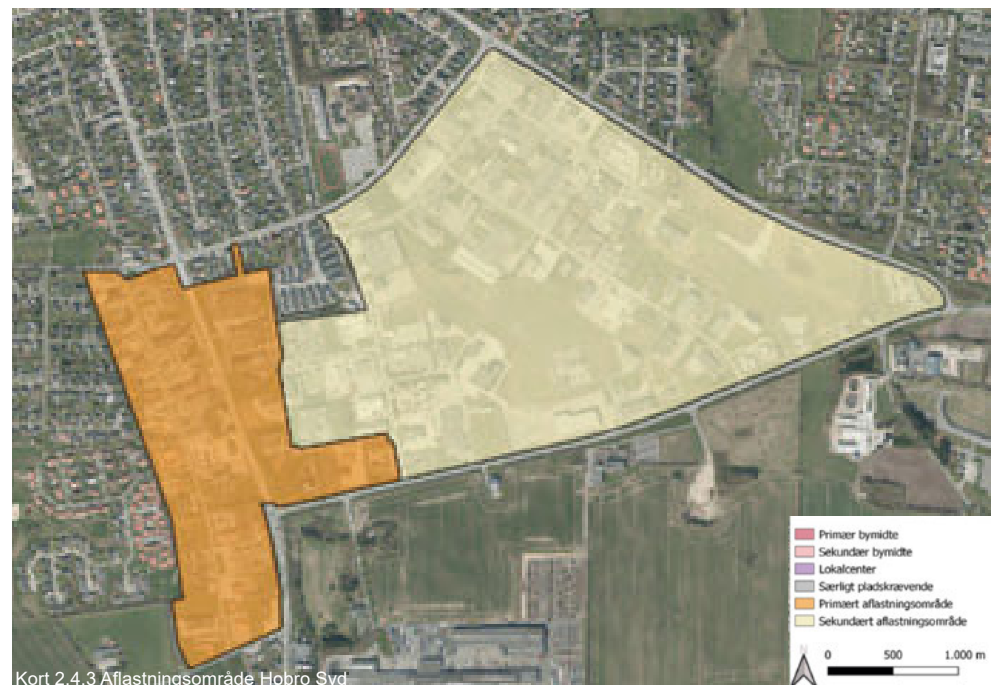 Primær bymidte
Sekundær bymidte
Lokalcenter
Særligt pladskrævende
Primært aflastningsområde
Sekundært aflastningsområde
N
0 500 1.000 m
Kort 2.4.3 Aflastningsområde Hobro Syd